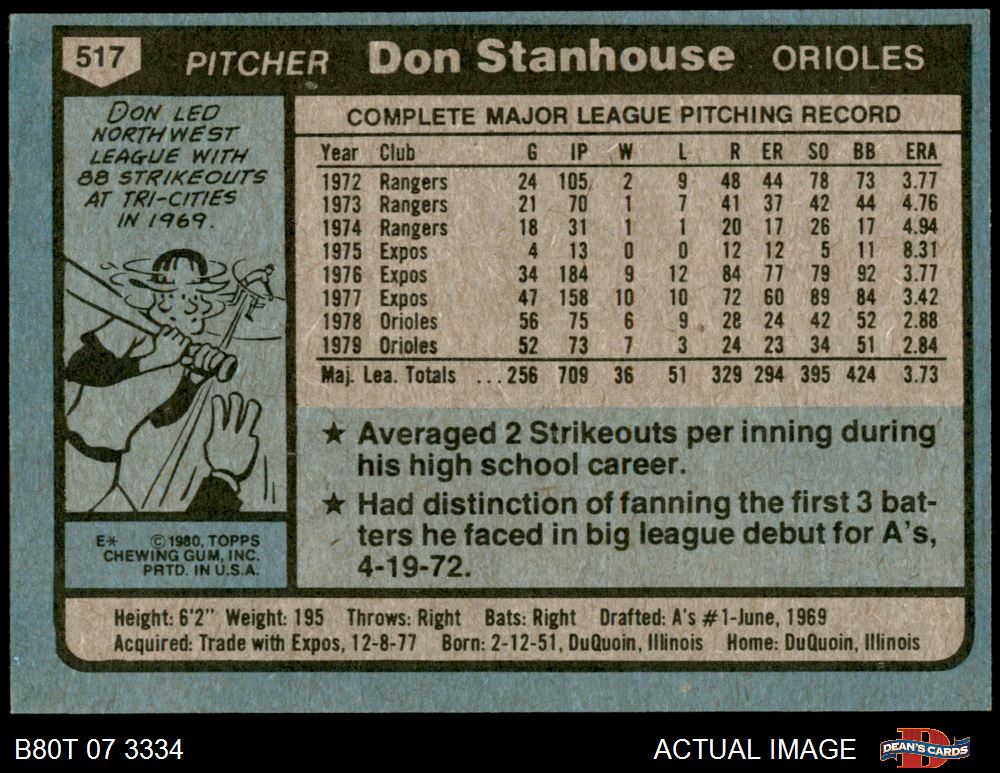 517 PITCHER Don Stanhouse ORIOLES
DON LED
NORTHWEST
LEAGUE WITH
88 STRIKEOUTS
AT TRI-CITIES
IN 1969.
E* © 1980, TOPPS
CHEWING GUM, INC.
PRTD. IN U.S.A.
COMPLETE MAJOR LEAGUE PITCHING RECORD
Year Club G IP W L R ER SO BB ERA
1972 Rangers 24 105 2 9 48 44 78 73 3.77
1973 Rangers 21 70 1 7 41 37 42 44 4.76
1974 Rangers 18 31 1 1 20 17 26 17 4.94
1975 Expos 4 13 0 0 12 12 5 11 8.31
1976 Expos 34 184 9 12 84 77 79 92 3.77
1977 Expos 47 158 10 10 72 60 89 84 3.42
1978 Orioles 56 75 6 9 28 24 42 52 2.88
1979 Orioles 52 73 7 3 24 23 34 51 2.84
Maj. Lea. Totals ...256 709 36 51 329 294 395 424 3.73
★ Averaged 2 Strikeouts per inning during
his high school career.
★ Had distinction of fanning the first 3 bat-
ters he faced in big league debut for A's,
4-19-72.
Height: 6'2" Weight: 195 Throws: Right Bats: Right Drafted: A's #1-June, 1969
Acquired: Trade with Expos, 12-8-77 Born: 2-12-51, DuQuoin, Illinois Home: DuQuoin, Illinois
B80T 07 3334 ACTUAL IMAGE DEAN'S CARDS